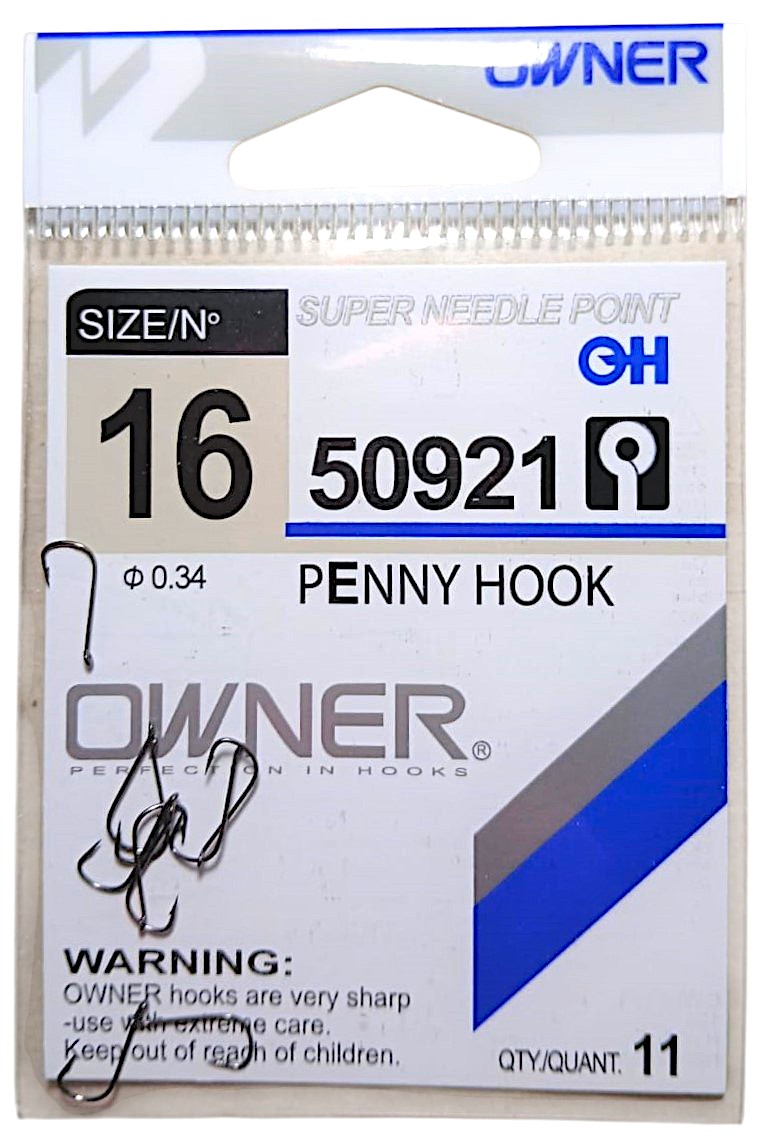 OWNER
SIZE/Nº
SUPER NEEDLE POINT
OH
16
50921
Φ 0.34
PENNY HOOK
OWNER®
PERFECTION IN HOOKS
WARNING:
OWNER hooks are very sharp
-use with extreme care.
Keep out of reach of children.
QTY/QUANT. 11